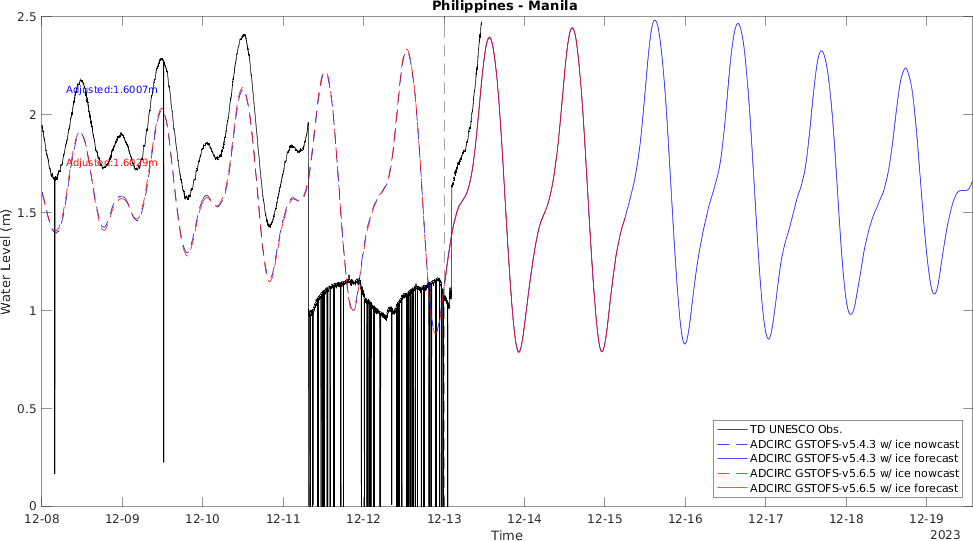 Philippines - Manila
2.5
2
1.5
1
0.5
0
Water Level (m)
Adjusted:1.6007m
12-08
12-09
12-10
12-11
12-12
12-13
12-14
12-15
12-16
12-17
12-18
12-19
2023
Time
TD UNESCO Obs.
ADCIRC GSTOFS-v5.4.3 w/ ice nowcast
ADCIRC GSTOFS-v5.4.3 w/ ice forecast
ADCIRC GSTOFS-v5.6.5 w/ ice nowcast
ADCIRC GSTOFS-v5.6.5 w/ ice forecast